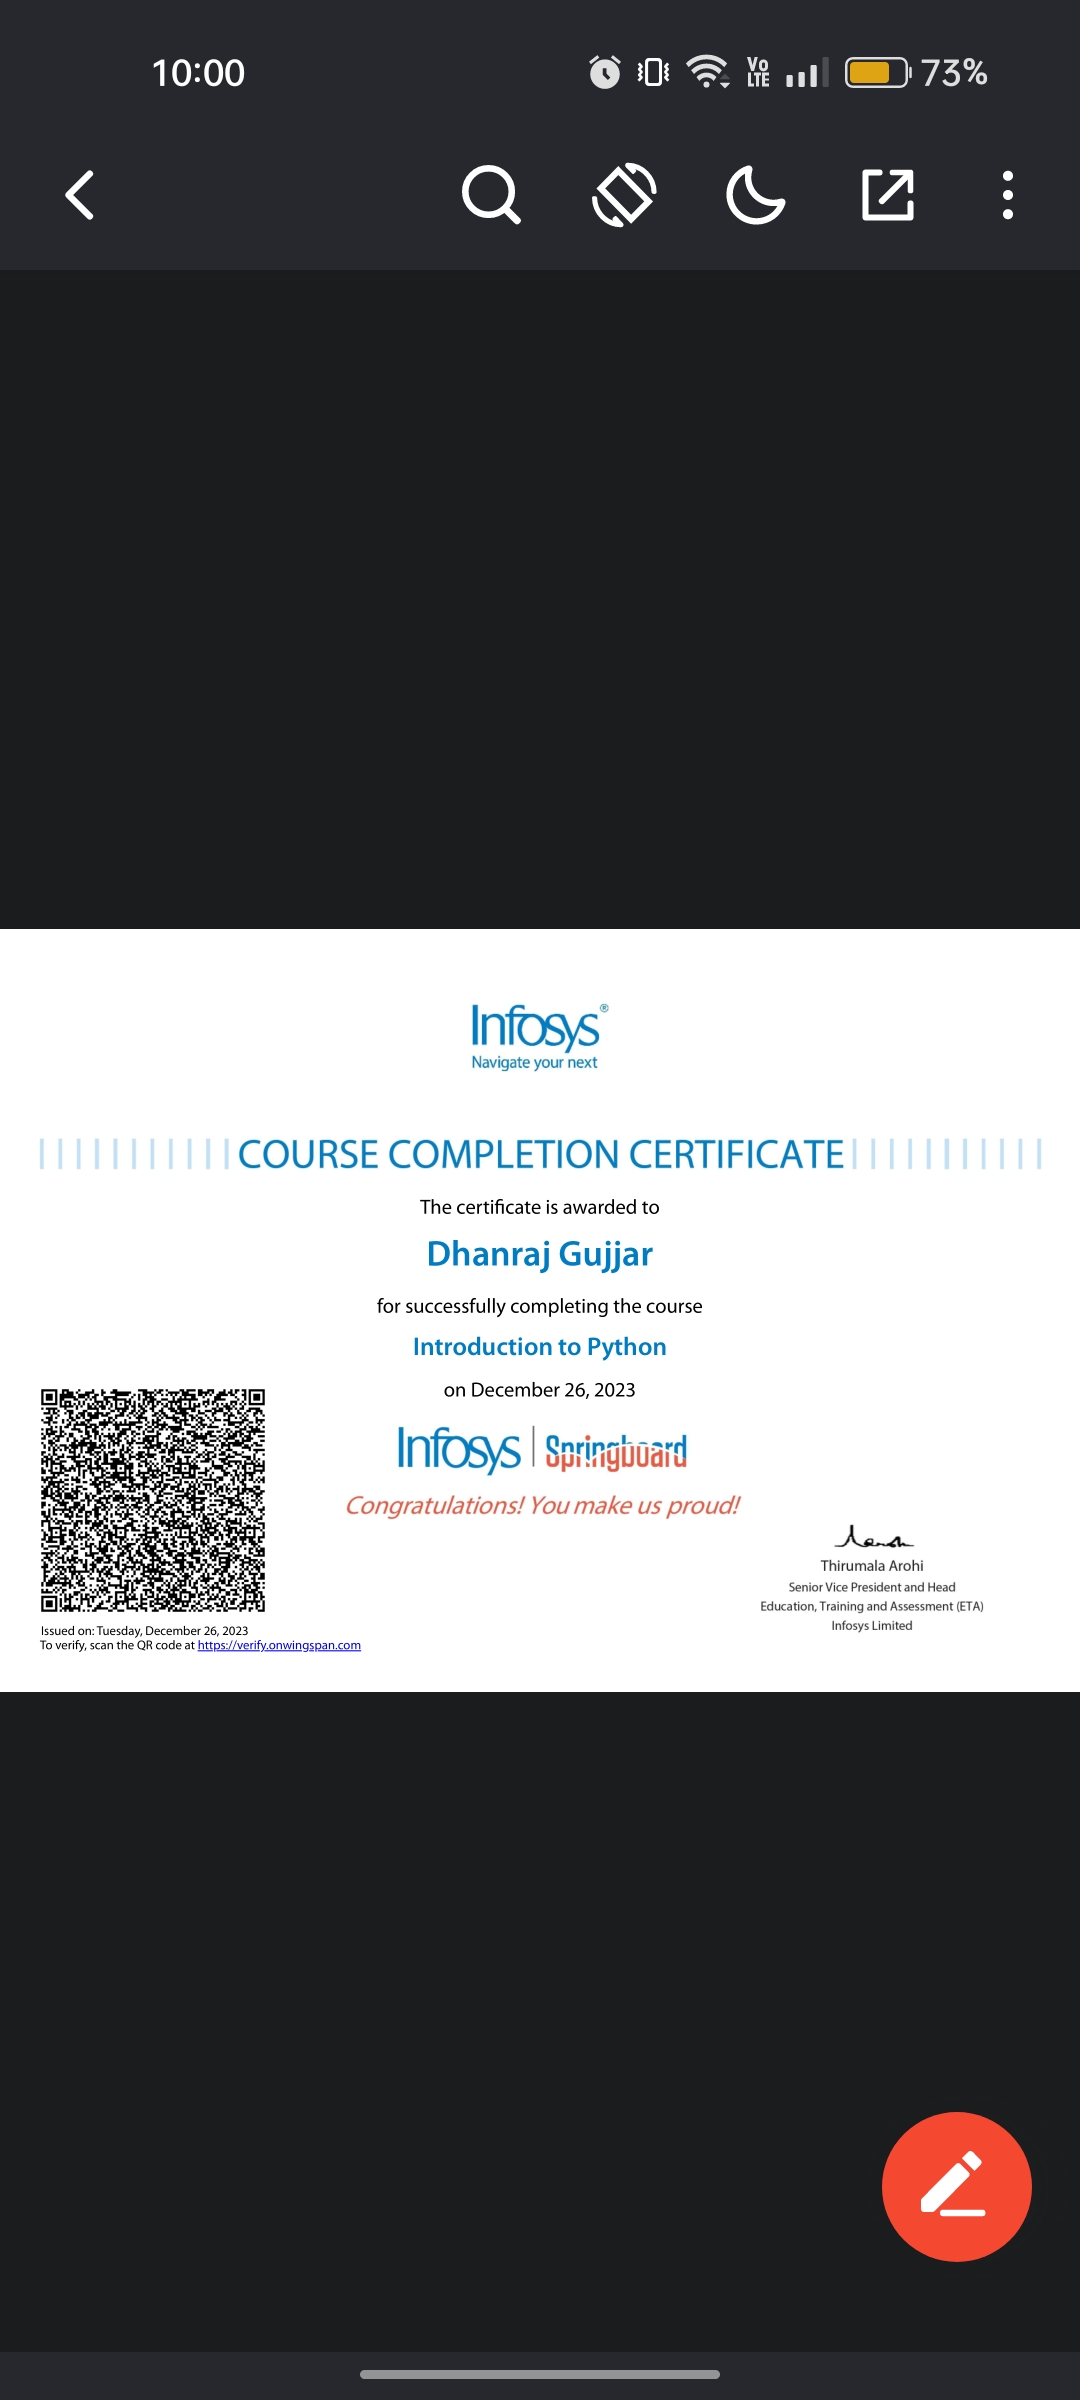 10:00
Vo LTE 73%
Infosys®
Navigate your next
COURSE COMPLETION CERTIFICATE
The certificate is awarded to
Dhanraj Gujjar
for successfully completing the course
Introduction to Python
on December 26, 2023
Infosys | Springboard
Congratulations! You make us proud!
Thirumala Arohi
Senior Vice President and Head
Education, Training and Assessment (ETA)
Infosys Limited
Issued on: Tuesday, December 26, 2023
To verify, scan the QR code at https://verify.onwingspan.com